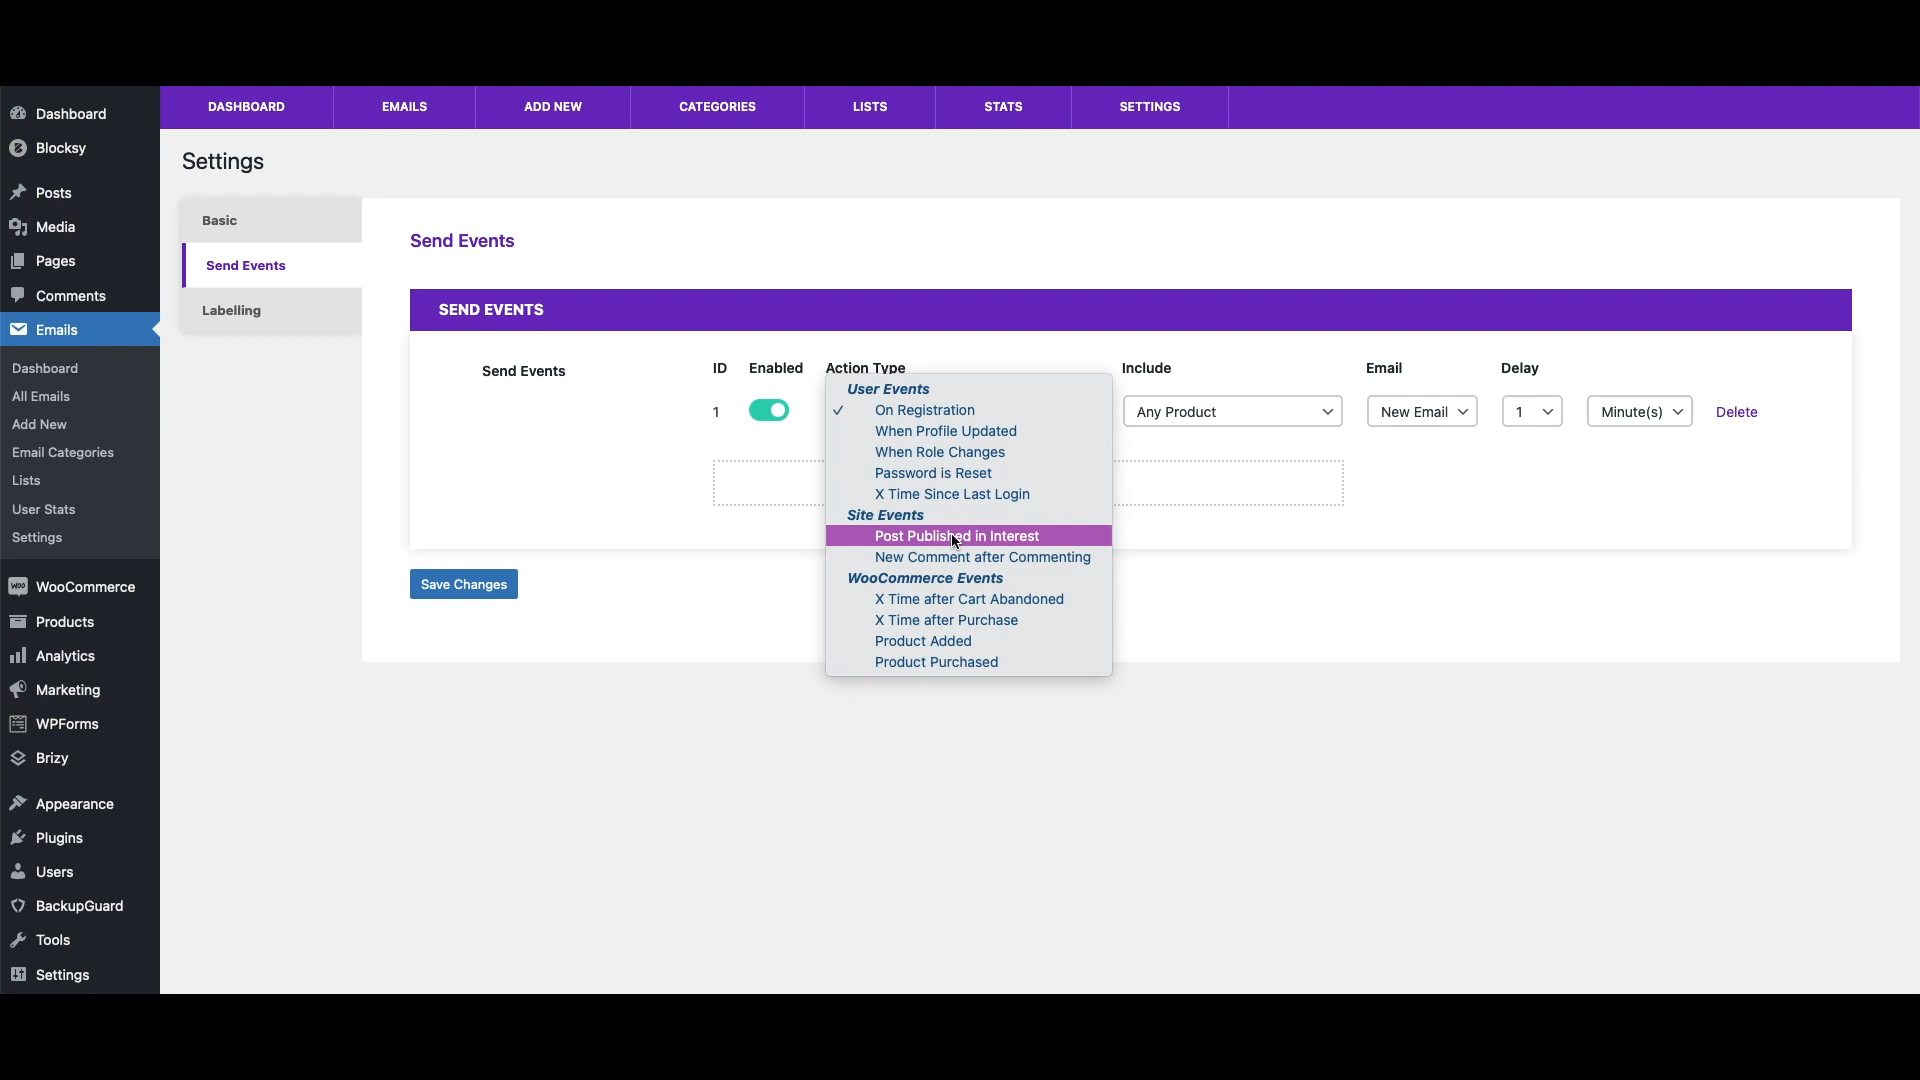 DASHBOARD
EMAILS
ADD NEW
CATEGORIES
LISTS
STATS
SETTINGS
Dashboard
Blocksy
Posts
Media
Pages
Comments
Emails
Dashboard
All Emails
Add New
Email Categories
Lists
User Stats
Settings
WooCommerce
Products
Analytics
Marketing
WPForms
Brizy
Appearance
Plugins
Users
BackupGuard
Tools
Settings
Settings
Basic
Send Events
Labelling
Send Events
SEND EVENTS
Send Events
ID Enabled Action Type Include Email Delay
1 Any Product New Email 1 Minute(s) Delete
User Events
✓ On Registration
When Profile Updated
When Role Changes
Password is Reset
X Time Since Last Login
Site Events
Post Published in Interest
New Comment after Commenting
WooCommerce Events
X Time after Cart Abandoned
X Time after Purchase
Product Added
Product Purchased
Save Changes